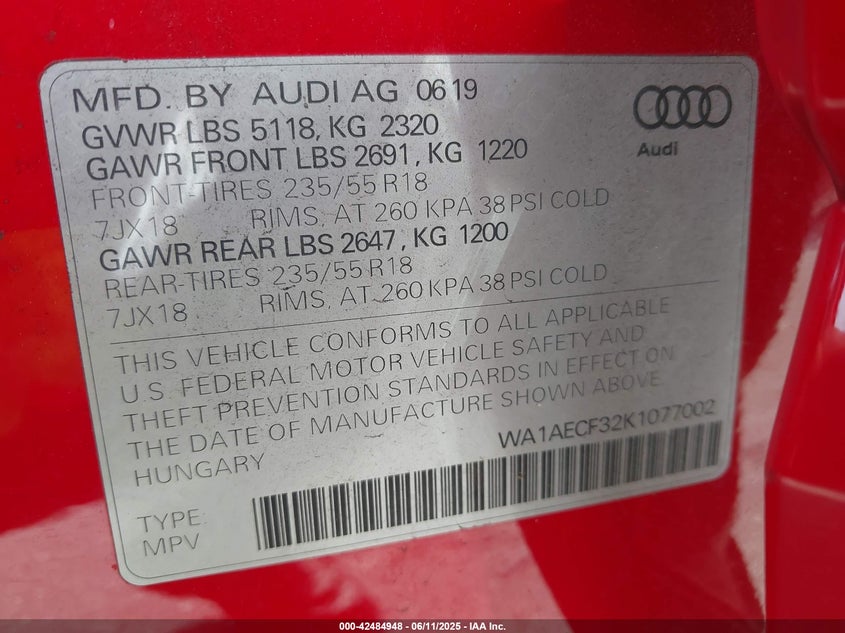 MFD. BY AUDI AG 0619
GVWR LBS 5118, KG 2320
GAWR FRONT LBS 2691, KG 1220
FRONT-TIRES 235/55 R18
7JX18 RIMS, AT 260 KPA 38 PSI COLD
GAWR REAR LBS 2647, KG 1200
REAR-TIRES 235/55 R18
7JX18 RIMS, AT 260 KPA 38 PSI COLD
THIS VEHICLE CONFORMS TO ALL APPLICABLE
U.S. FEDERAL MOTOR VEHICLE SAFETY AND
THEFT PREVENTION STANDARDS IN EFFECT ON
THE DATE OF MANUFACTURE SHOWN ABOVE.
HUNGARY
WA1AECF32K1077002
TYPE:
MPV
Audi
000-42484948 - 06/11/2025 - IAA Inc.